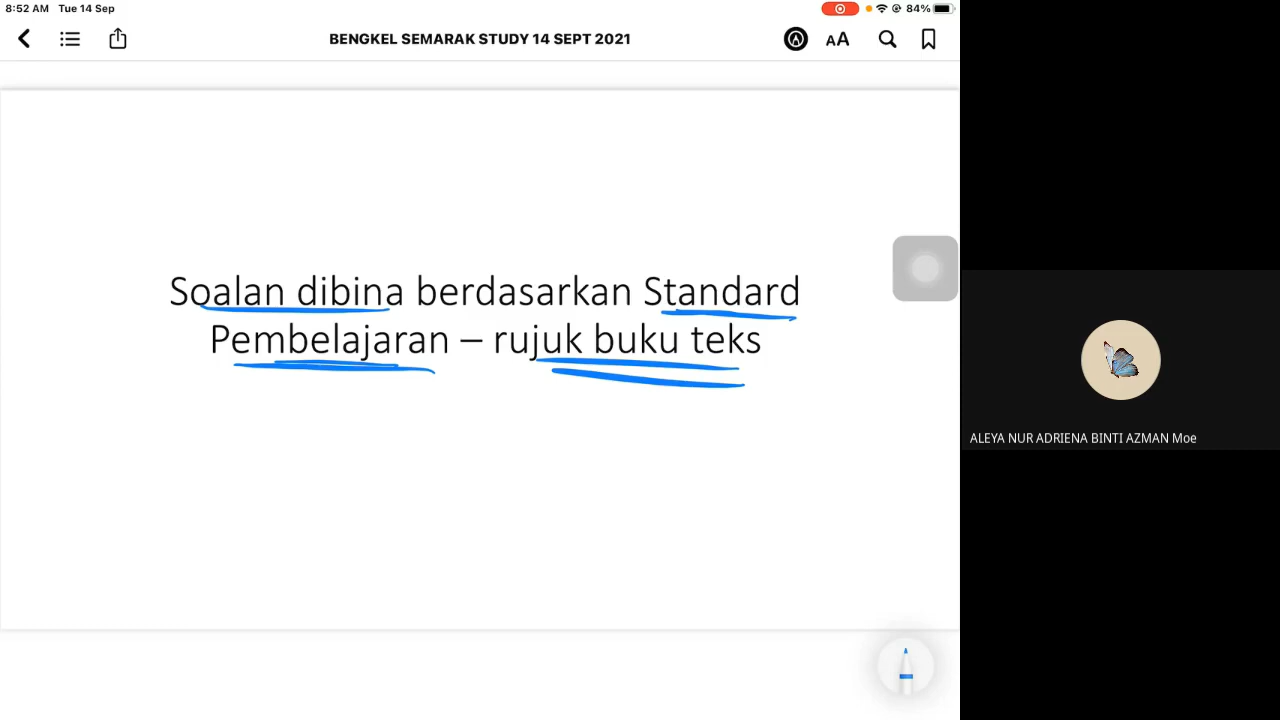 8:52 AM Tue 14 Sep
84%
BENGKEL SEMARAK STUDY 14 SEPT 2021
AA
Soalan dibina berdasarkan Standard
Pembelajaran – rujuk buku teks
ALEYA NUR ADRIENA BINTI AZMAN Moe